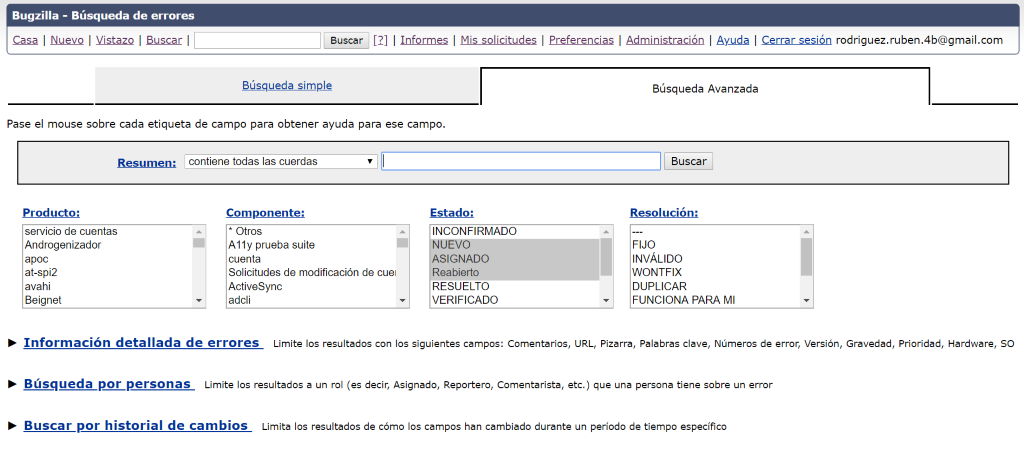 Bugzilla - Búsqueda de errores
Casa | Nuevo | Vistazo | Buscar | Buscar [?] | Informes | Mis solicitudes | Preferencias | Administración | Ayuda | Cerrar sesión rodriguez.ruben.4b@gmail.com
Búsqueda simple
Búsqueda Avanzada
Pase el mouse sobre cada etiqueta de campo para obtener ayuda para ese campo.
Resumen: contiene todas las cuerdas Buscar
Producto:
servicio de cuentas
Androgenizador
apoc
at-spi2
avahi
Beignet
Componente:
* Otros
A11y prueba suite
cuenta
Solicitudes de modificación de cuen
ActiveSync
adcli
Estado:
INCONFIRMADO
NUEVO
ASIGNADO
Reabierto
RESUELTO
VERIFICADO
Resolución:
---
FIJO
INVÁLIDO
WONTFIX
DUPLICAR
FUNCIONA PARA MI
Información detallada de errores Limite los resultados con los siguientes campos: Comentarios, URL, Pizarra, Palabras clave, Números de error, Versión, Gravedad, Prioridad, Hardware, SO
Búsqueda por personas Limite los resultados a un rol (es decir, Asignado, Reportero, Comentarista, etc.) que una persona tiene sobre un error
Buscar por historial de cambios Limita los resultados de cómo los campos han cambiado durante un período de tiempo específico